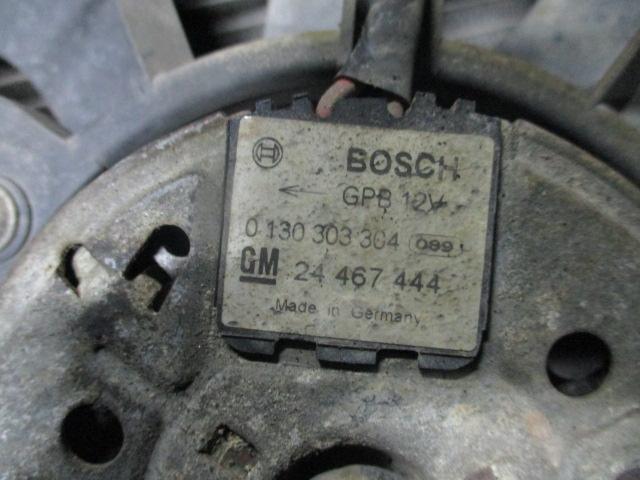 BOSCH
GPB 12V
0 130 303 304 099
GM 24 467 444
Made in Germany